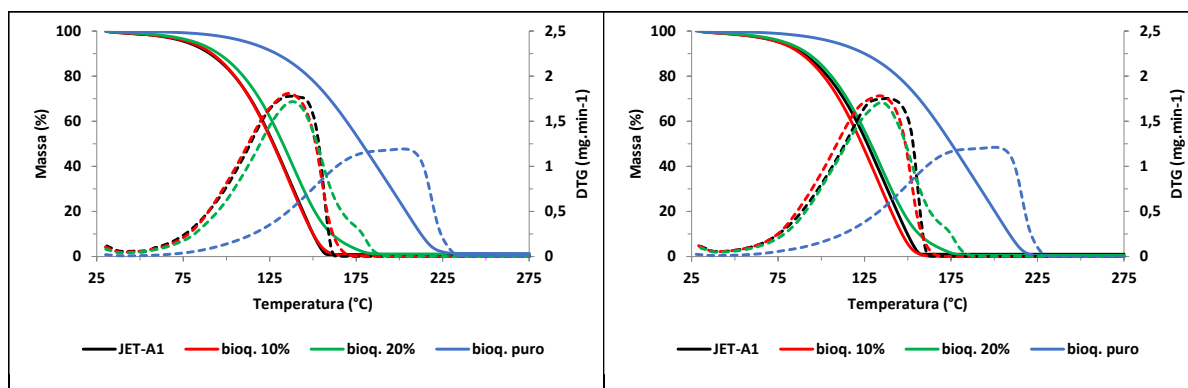 100
80
60
40
20
0
Massa (%)
2,5
2
1,5
1
0,5
0
DTG (mg.min-1)
25 75 125 175 225 275
Temperatura (°C)
JET-A1 bioq. 10% bioq. 20% bioq. puro
100
80
60
40
20
0
Massa (%)
2,5
2
1,5
1
0,5
0
DTG (mg.min-1)
25 75 125 175 225 275
Temperatura (°C)
JET-A1 bioq. 10% bioq. 20% bioq. puro